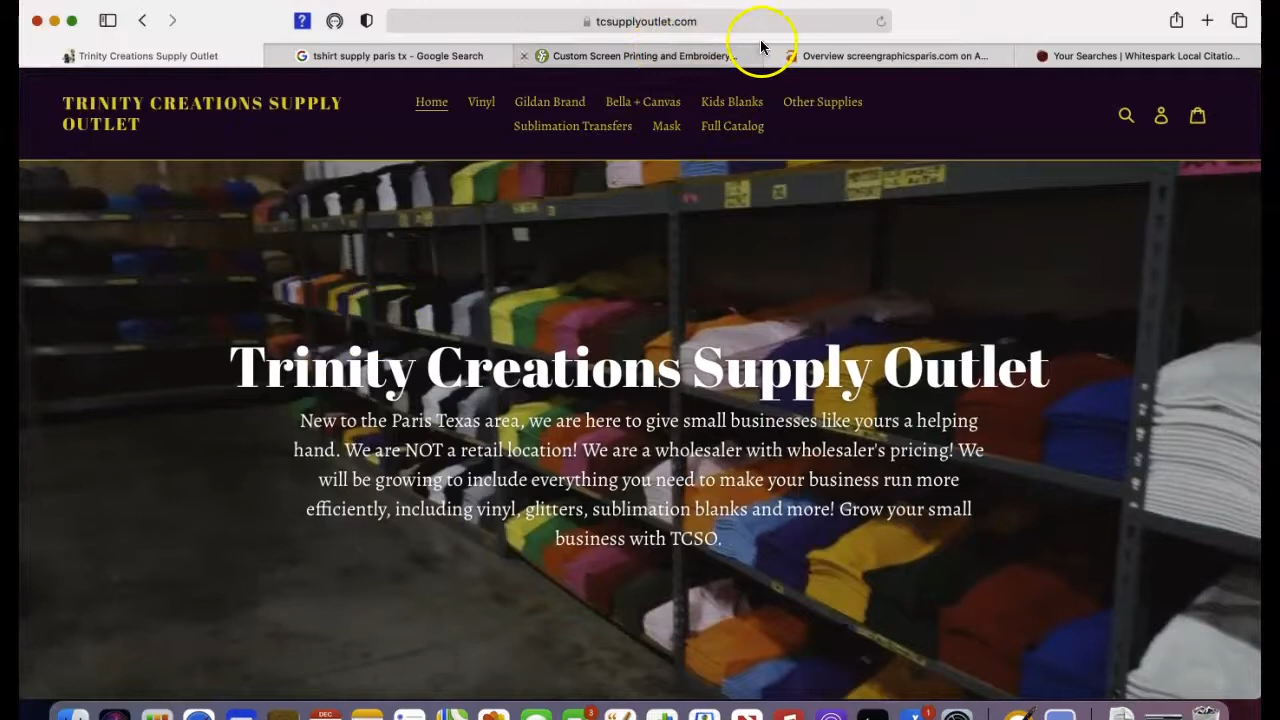 tcsupplyoutlet.com
Trinity Creations Supply Outlet
tshirt supply paris tx - Google Search
Custom Screen Printing and Embroidery...
Overview screengraphicsparis.com on A...
Your Searches | Whitespark Local Citatio...
TRINITY CREATIONS SUPPLY
OUTLET
Home Vinyl Gildan Brand Bella + Canvas Kids Blanks Other Supplies
Sublimation Transfers Mask Full Catalog
Trinity Creations Supply Outlet
New to the Paris Texas area, we are here to give small businesses like yours a helping
hand. We are NOT a retail location! We are a wholesaler with wholesaler's pricing! We
will be growing to include everything you need to make your business run more
efficiently, including vinyl, glitters, sublimation blanks and more! Grow your small
business with TCSO.
DEC
3
1